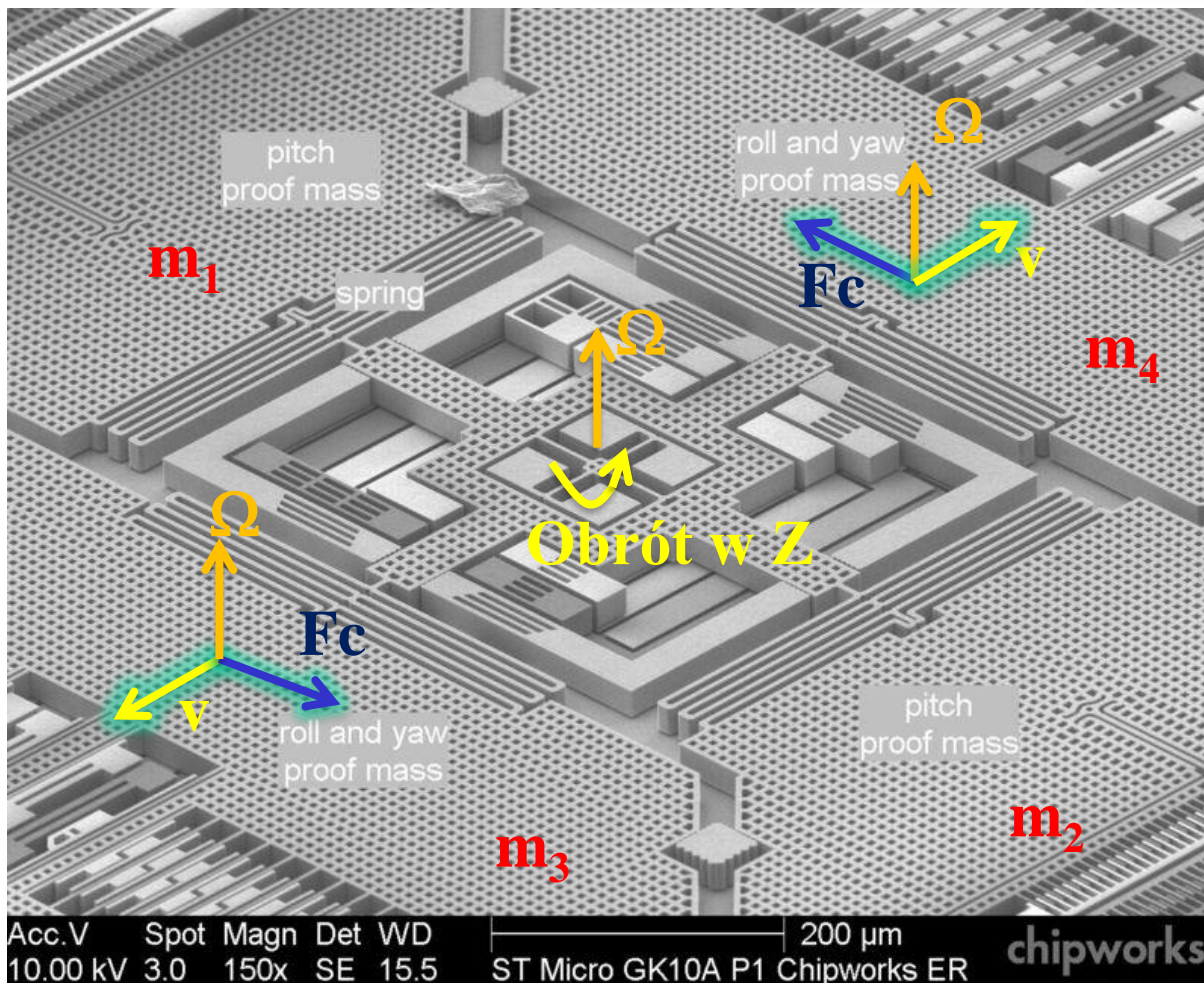 pitch
proof mass
roll and yaw
proof mass
Ω
m₁
Fc
v
spring
Ω
m₄
Ω
Obrót w Z
Fc
v
roll and yaw
proof mass
pitch
proof mass
m₂
m₃
Acc.V Spot Magn Det WD
10.00 kV 3.0 150x SE 15.5
200 µm
ST Micro GK10A P1 Chipworks ER
chipworks